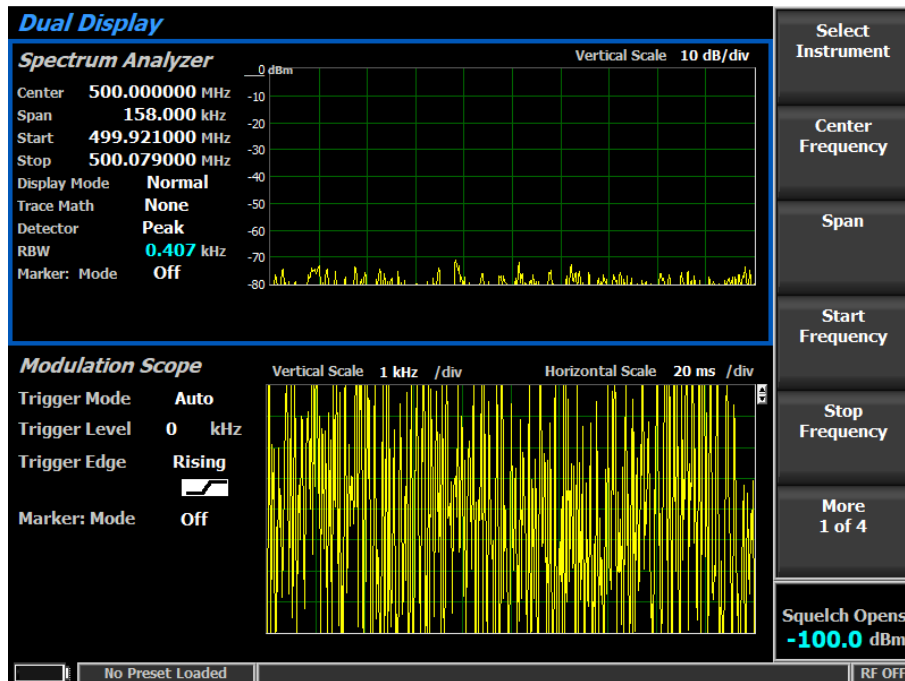 Dual Display
Spectrum Analyzer
Vertical Scale 10 dB/div
Center 500.000000 MHz
Span 158.000 kHz
Start 499.921000 MHz
Stop 500.079000 MHz
Display Mode Normal
Trace Math None
Detector Peak
RBW 0.407 kHz
Marker: Mode Off
0 dBm
-10
-20
-30
-40
-50
-60
-70
-80
Modulation Scope
Vertical Scale 1 kHz /div
Horizontal Scale 20 ms /div
Trigger Mode Auto
Trigger Level 0 kHz
Trigger Edge Rising
Marker: Mode Off
Select
Instrument
Center
Frequency
Span
Start
Frequency
Stop
Frequency
More
1 of 4
Squelch Opens
-100.0 dBm
No Preset Loaded
RF OFF